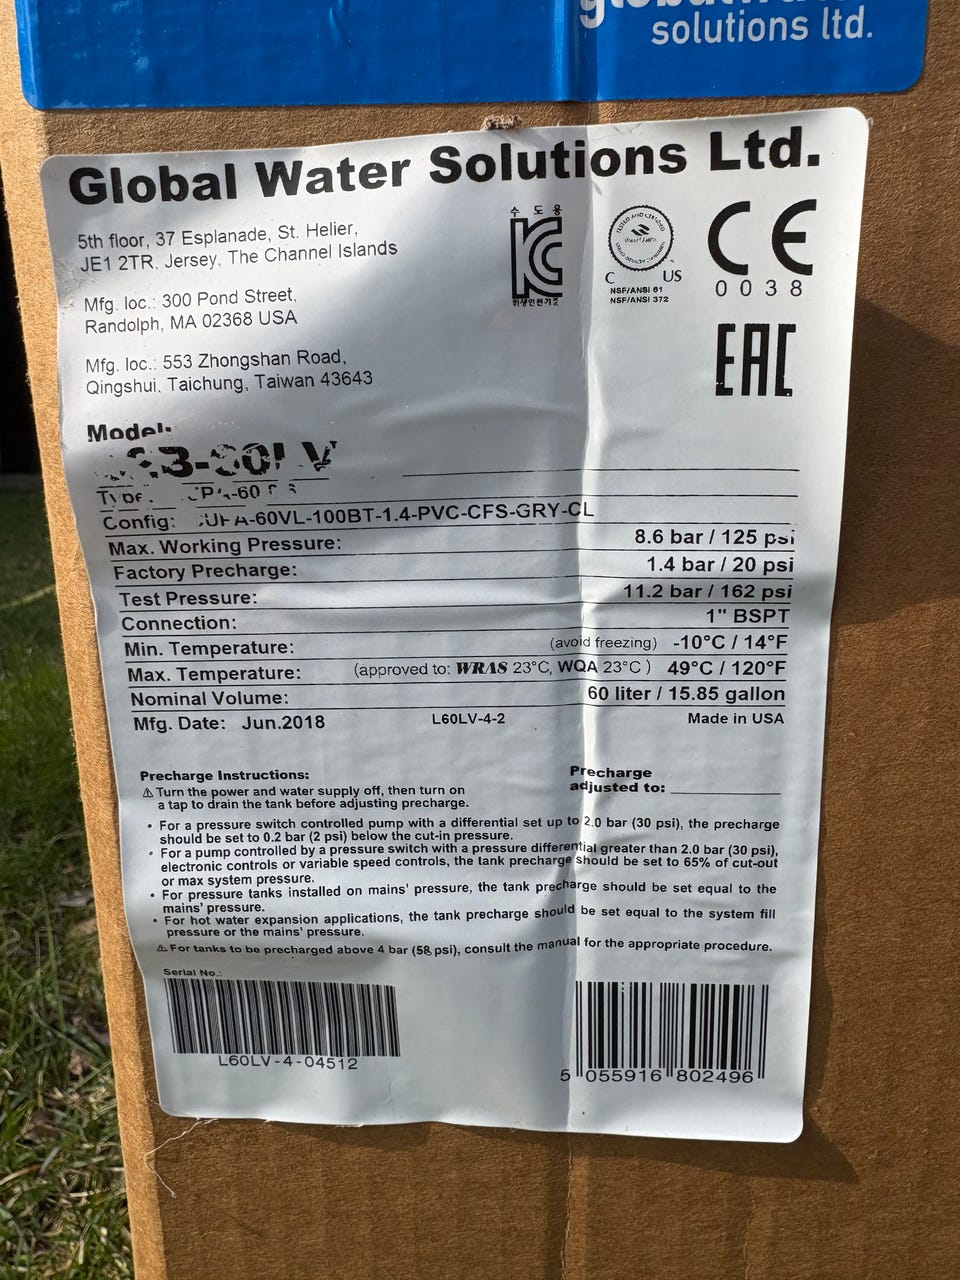 solutions ltd.
Global Water Solutions Ltd.
5th floor, 37 Esplanade, St. Helier,
JE1 2TR, Jersey, The Channel Islands
Mfg. loc.: 300 Pond Street,
Randolph, MA 02368 USA
Mfg. loc.: 553 Zhongshan Road,
Qingshui, Taichung, Taiwan 43643
수 도 용
KC
위생안전기준
C US
NSF/ANSI 61
NSF/ANSI 372
CE
0038
EAC
Model:
Config: -60VL-100BT-1.4-PVC-CFS-GRY-CL
Max. Working Pressure: 8.6 bar / 125 psi
Factory Precharge: 1.4 bar / 20 psi
Test Pressure: 11.2 bar / 162 psi
Connection: 1" BSPT
Min. Temperature: (avoid freezing) -10°C / 14°F
Max. Temperature: (approved to: WRAS 23°C, WQA 23°C ) 49°C / 120°F
Nominal Volume: 60 liter / 15.85 gallon
Mfg. Date: Jun.2018 L60LV-4-2 Made in USA
Precharge Instructions:
⚠ Turn the power and water supply off, then turn on
a tap to drain the tank before adjusting precharge.
Precharge
adjusted to:
• For a pressure switch controlled pump with a differential set up to 2.0 bar (30 psi), the precharge
should be set to 0.2 bar (2 psi) below the cut-in pressure.
• For a pump controlled by a pressure switch with a pressure differential greater than 2.0 bar (30 psi),
electronic controls or variable speed controls, the tank precharge should be set to 65% of cut-out
or max system pressure.
• For pressure tanks installed on mains' pressure, the tank precharge should be set equal to the
mains' pressure.
• For hot water expansion applications, the tank precharge should be set equal to the system fill
pressure or the mains' pressure.
⚠ For tanks to be precharged above 4 bar (58 psi), consult the manual for the appropriate procedure.
Serial No.:
L60LV-4-04512
5 055916 802496